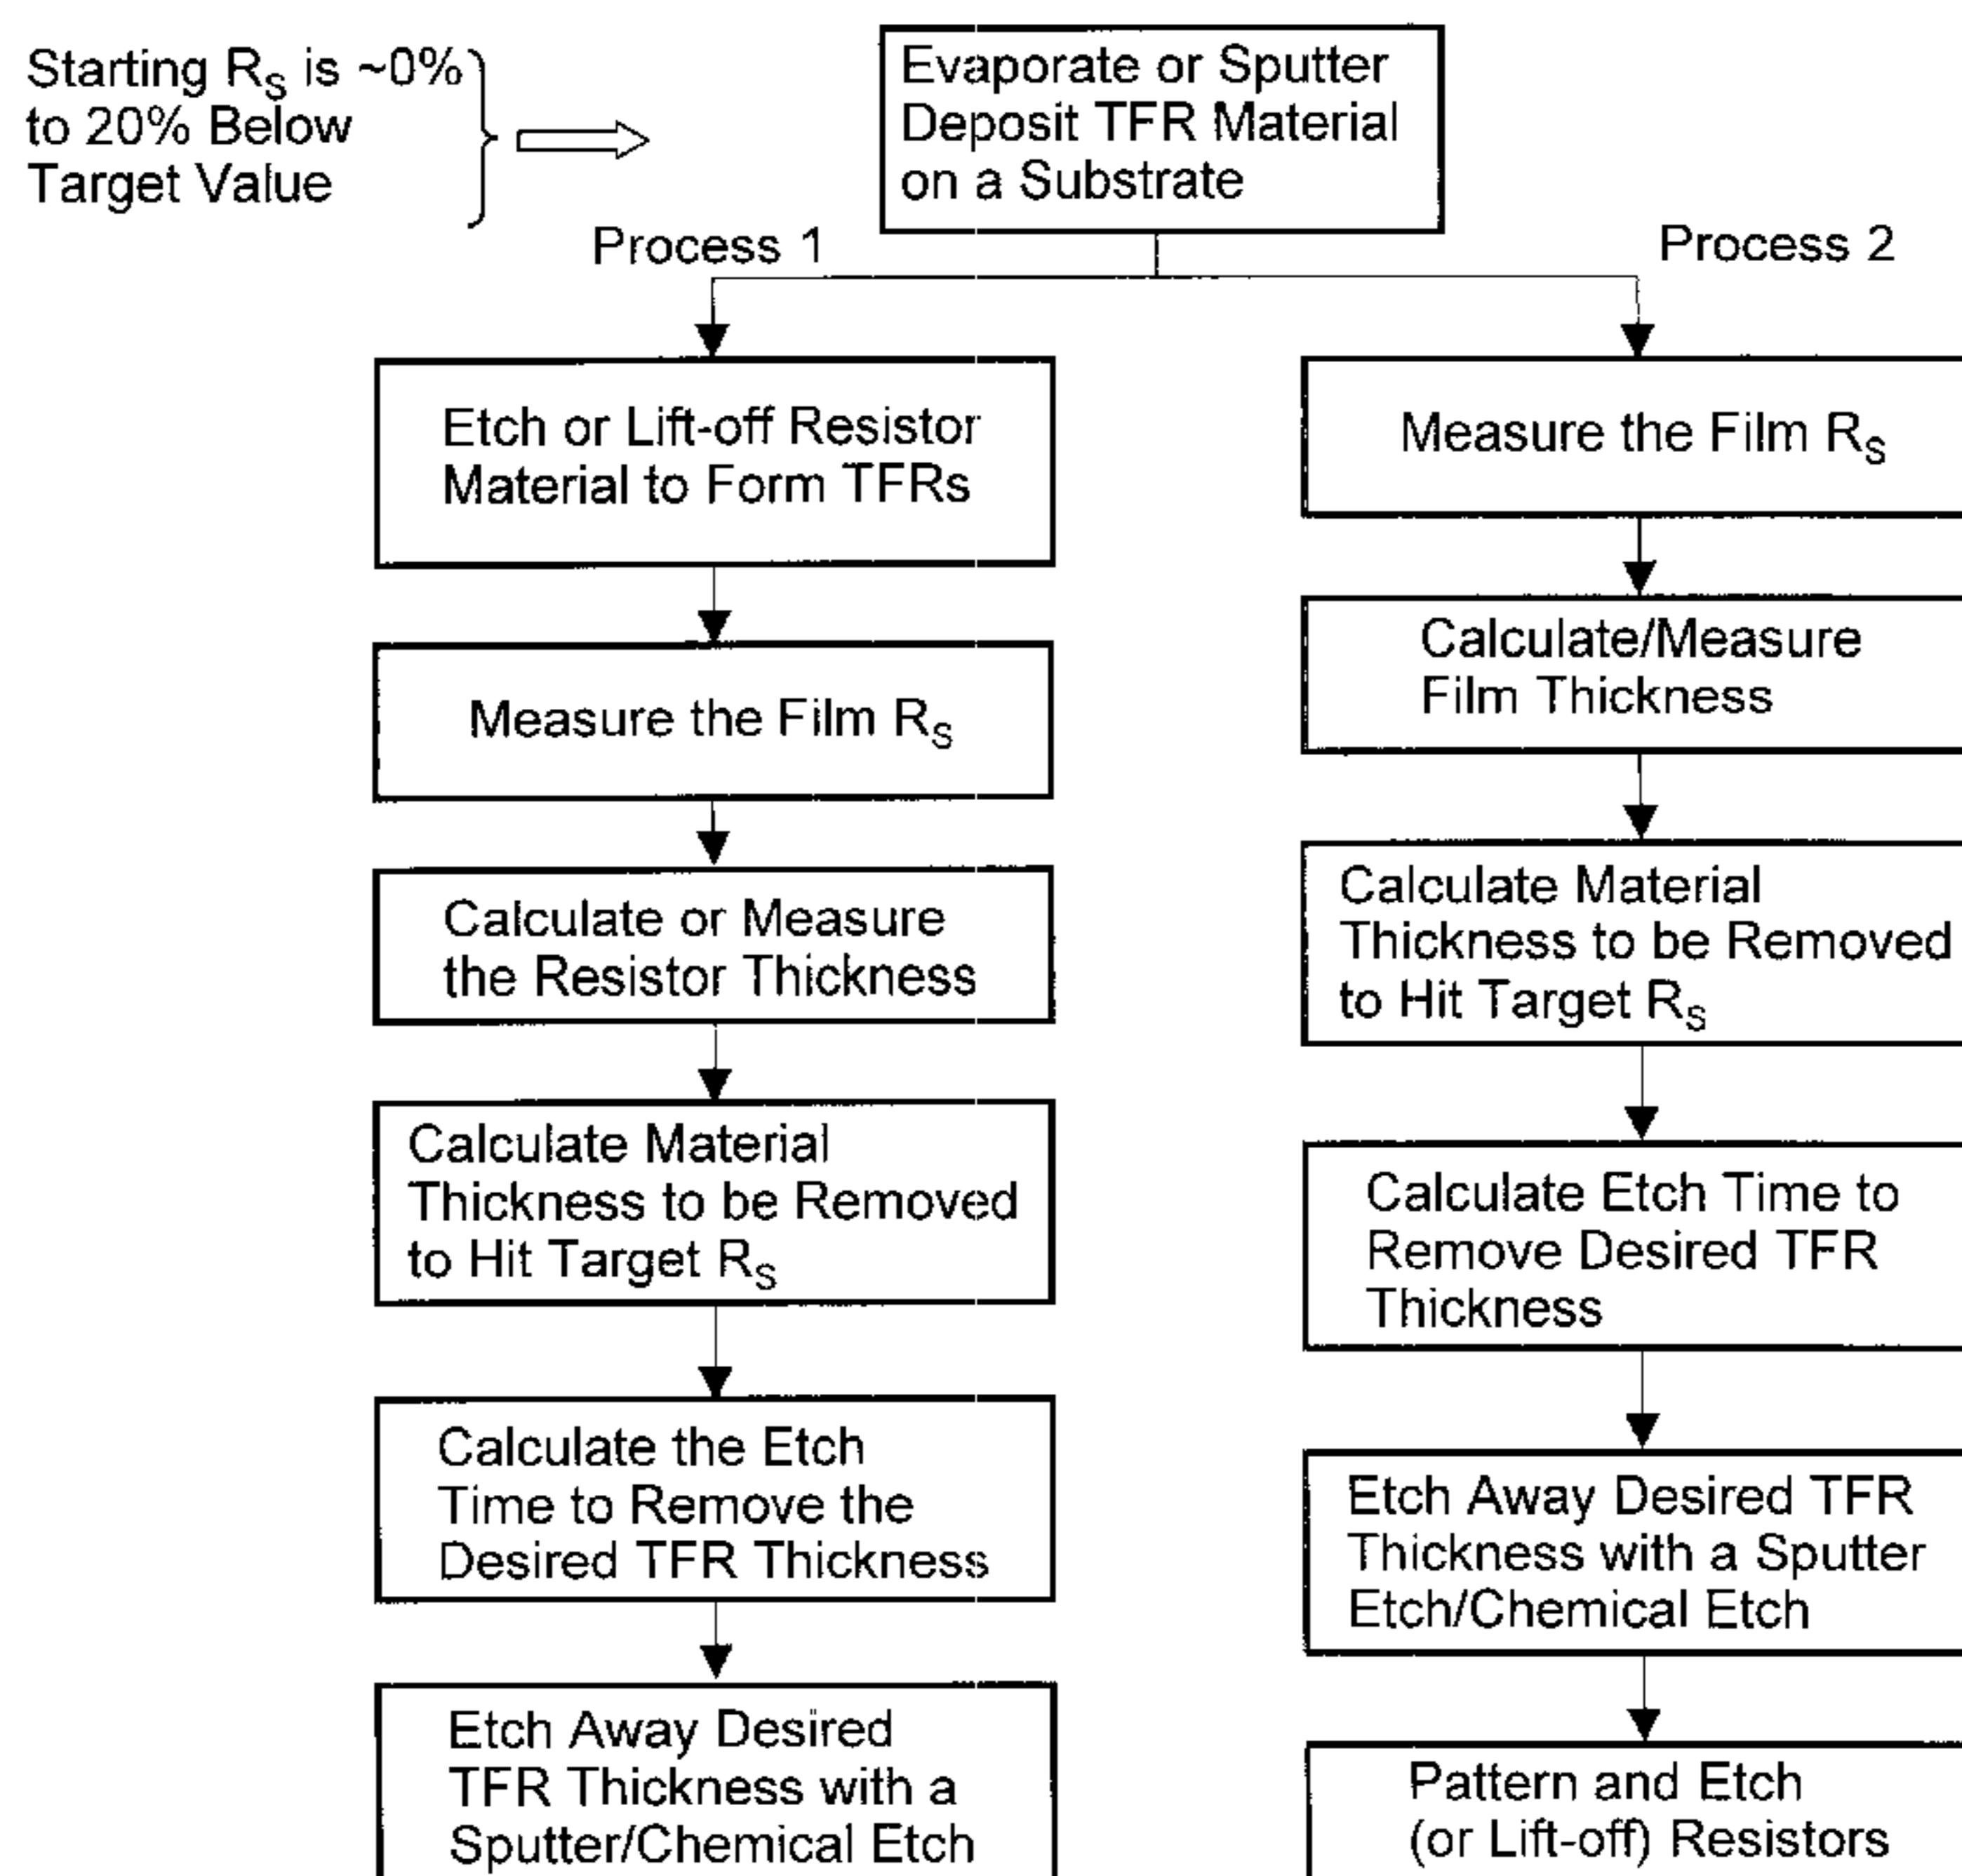 Starting RS is ~0%
to 20% Below
Target Value
Evaporate or Sputter
Deposit TFR Material
on a Substrate
Process 1
Process 2
Etch or Lift-off Resistor
Material to Form TFRs
Measure the Film RS
Calculate or Measure
the Resistor Thickness
Calculate Material
Thickness to be Removed
to Hit Target RS
Calculate the Etch
Time to Remove the
Desired TFR Thickness
Etch Away Desired
TFR Thickness with a
Sputter/Chemical Etch
Measure the Film RS
Calculate/Measure
Film Thickness
Calculate Material
Thickness to be Removed
to Hit Target RS
Calculate Etch Time to
Remove Desired TFR
Thickness
Etch Away Desired TFR
Thickness with a Sputter
Etch/Chemical Etch
Pattern and Etch
(or Lift-off) Resistors